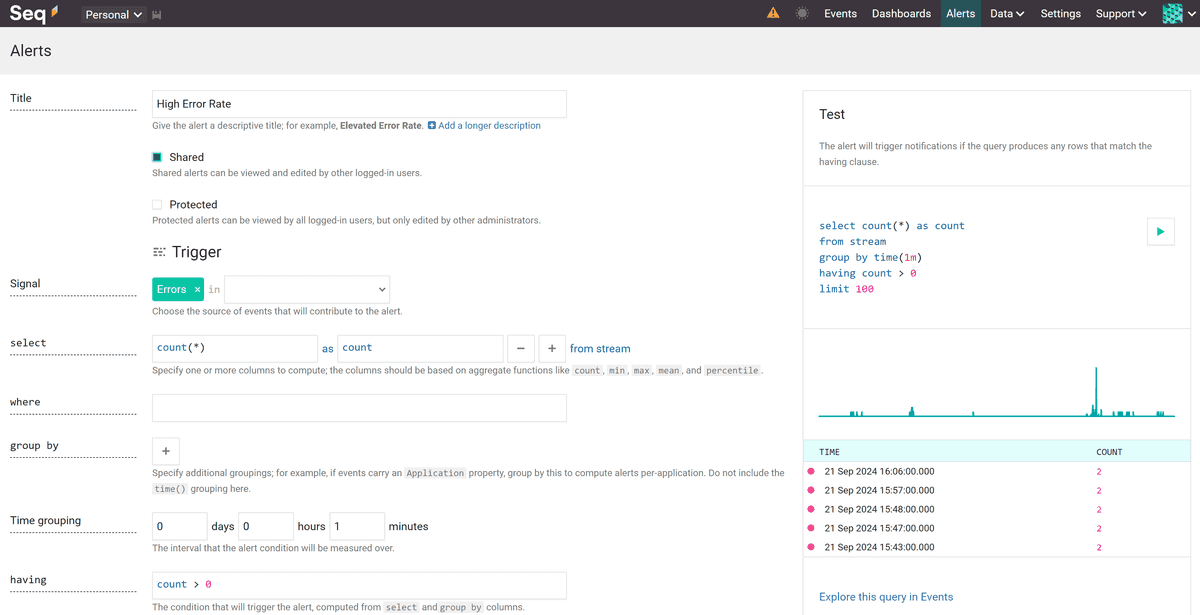 Seq
Personal
Events
Dashboards
Alerts
Data
Settings
Support
Alerts
Title
High Error Rate
Give the alert a descriptive title; for example, Elevated Error Rate. Add a longer description
Shared
Shared alerts can be viewed and edited by other logged-in users.
Protected
Protected alerts can be viewed by all logged-in users, but only edited by other administrators.
Trigger
Signal
Errors × in
Choose the source of events that will contribute to the alert.
select
count(*) as count − + from stream
Specify one or more columns to compute; the columns should be based on aggregate functions like count, min, max, mean, and percentile.
where
group by
+
Specify additional groupings; for example, if events carry an Application property, group by this to compute alerts per-application. Do not include the
time() grouping here.
Time grouping
0 days 0 hours 1 minutes
The interval that the alert condition will be measured over.
having
count > 0
The condition that will trigger the alert, computed from select and group by columns.
Test
The alert will trigger notifications if the query produces any rows that match the
having clause.
select count(*) as count
from stream
group by time(1m)
having count > 0
limit 100
TIME COUNT
21 Sep 2024 16:06:00.000 2
21 Sep 2024 15:57:00.000 2
21 Sep 2024 15:48:00.000 2
21 Sep 2024 15:47:00.000 2
21 Sep 2024 15:43:00.000 2
Explore this query in Events